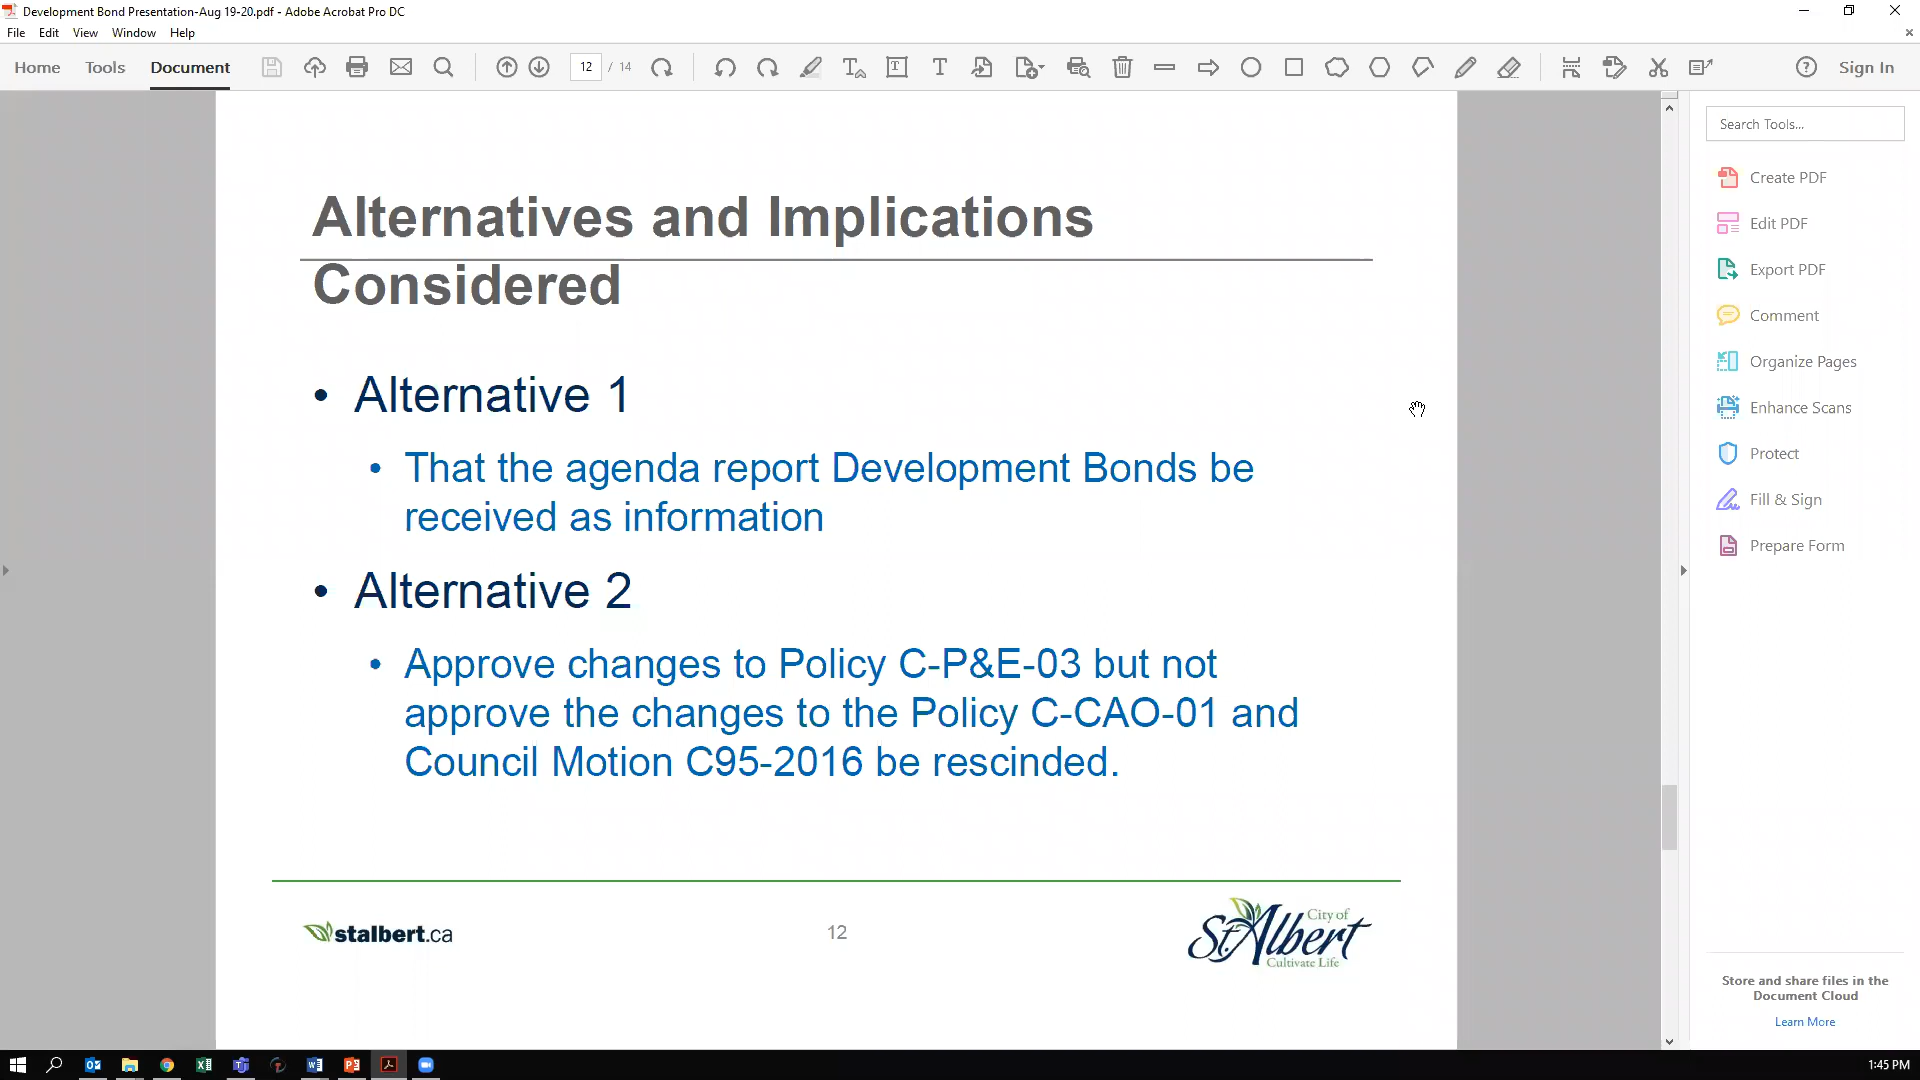 Development Bond Presentation-Aug 19-20.pdf - Adobe Acrobat Pro DC
File Edit View Window Help
Home Tools Document 12 / 14 Sign In
Search Tools...
Create PDF
Edit PDF
Export PDF
Comment
Organize Pages
Enhance Scans
Protect
Fill & Sign
Prepare Form
Store and share files in the
Document Cloud
Learn More
Alternatives and Implications
Considered
• Alternative 1
• That the agenda report Development Bonds be
received as information
• Alternative 2
• Approve changes to Policy C-P&E-03 but not
approve the changes to the Policy C-CAO-01 and
Council Motion C95-2016 be rescinded.
stalbert.ca
12
City of
St. Albert
Cultivate Life
1:45 PM